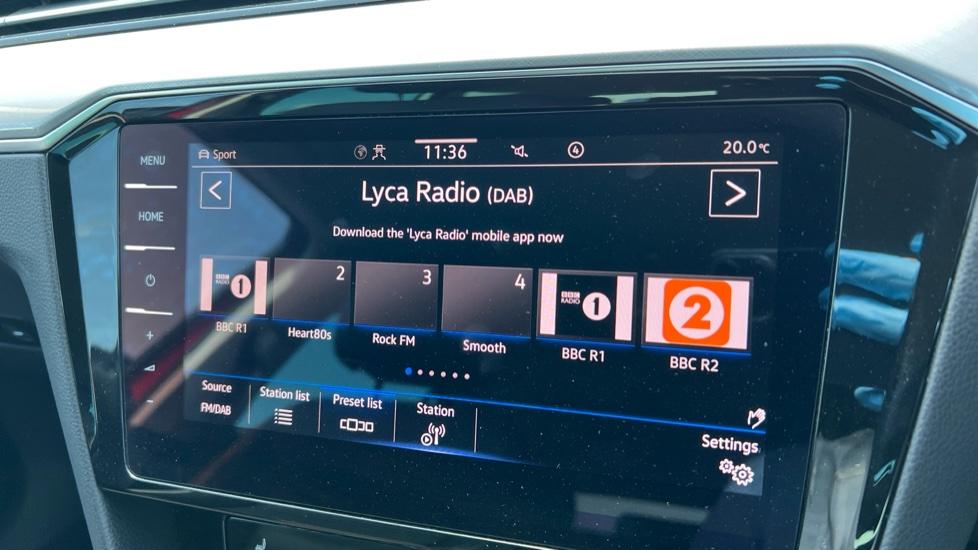 MENU
HOME
Sport
11:36
4
20.0°C
Lyca Radio (DAB)
Download the 'Lyca Radio' mobile app now
BBC RADIO 1
2
3
4
BBC RADIO 1
2
BBC R1
Heart80s
Rock FM
Smooth
BBC R1
BBC R2
Source
FM/DAB
Station list
Preset list
Station
Settings